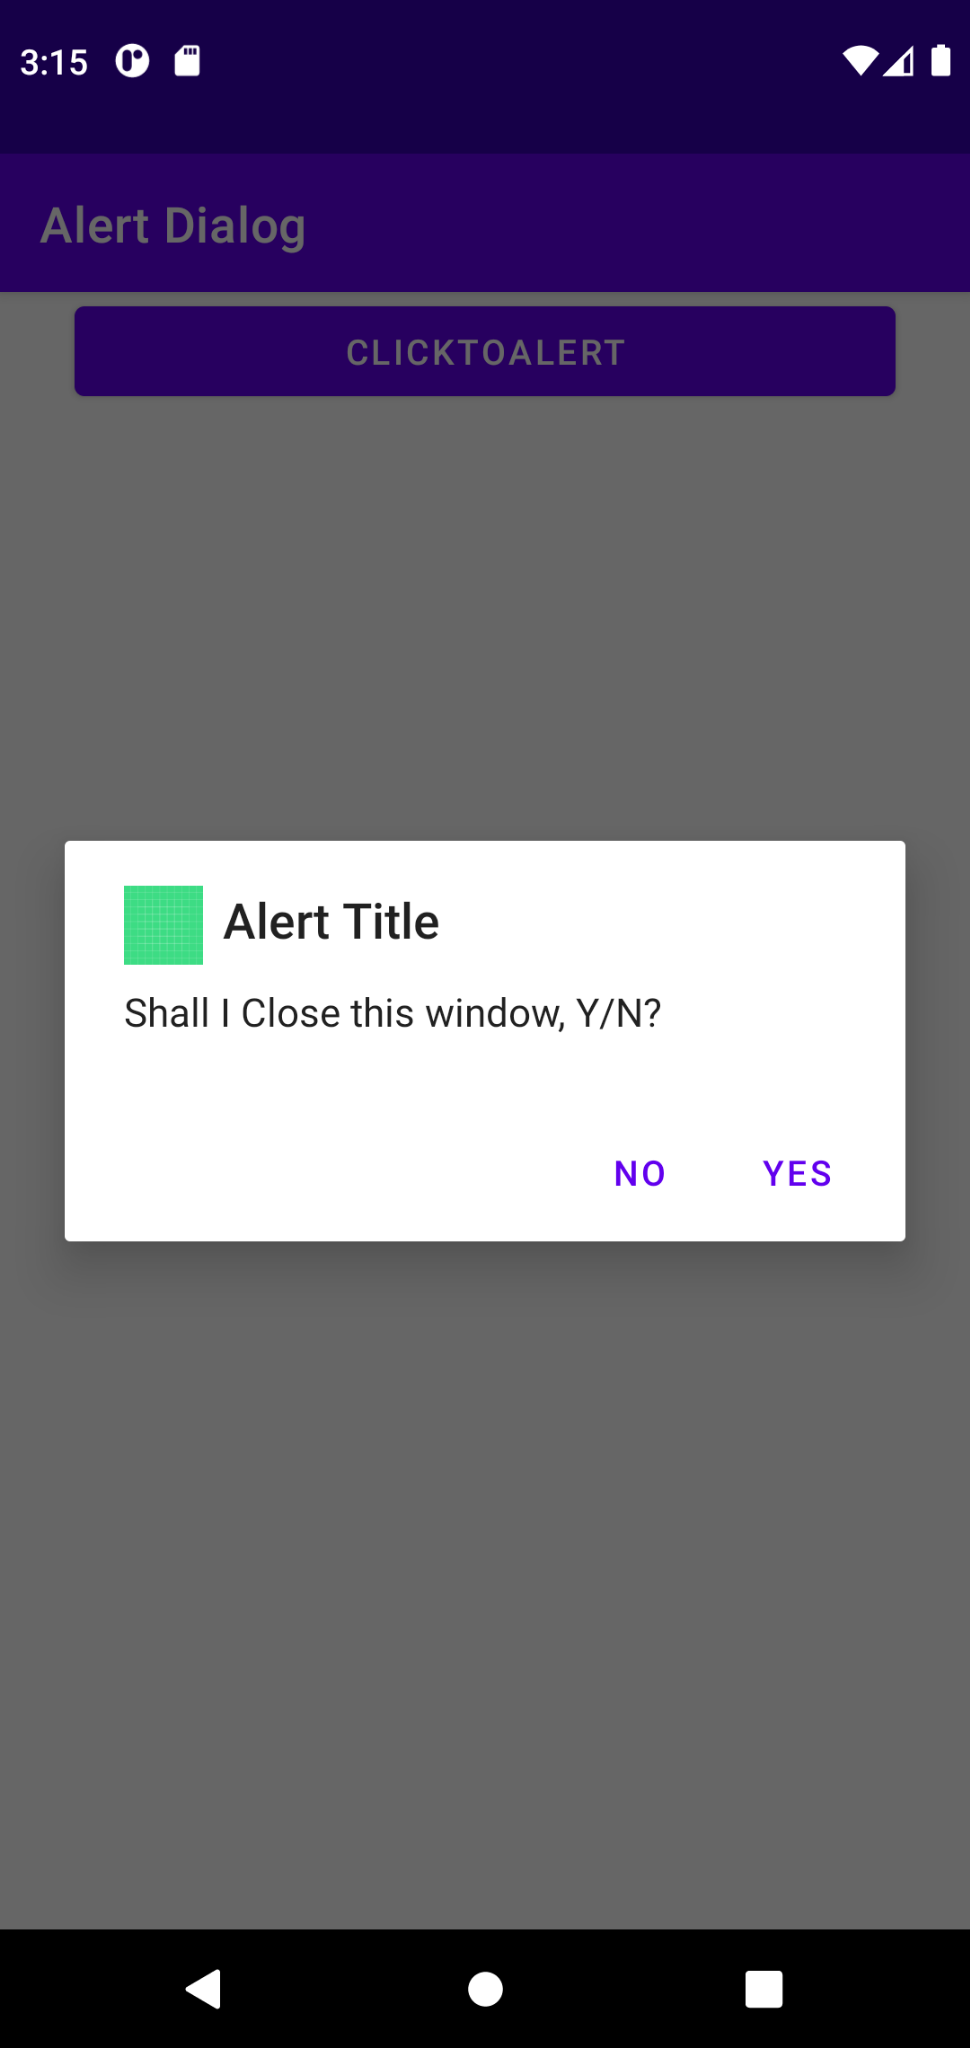 3:15
Alert Dialog
CLICKTOALERT
Alert Title
Shall I Close this window, Y/N?
NO YES